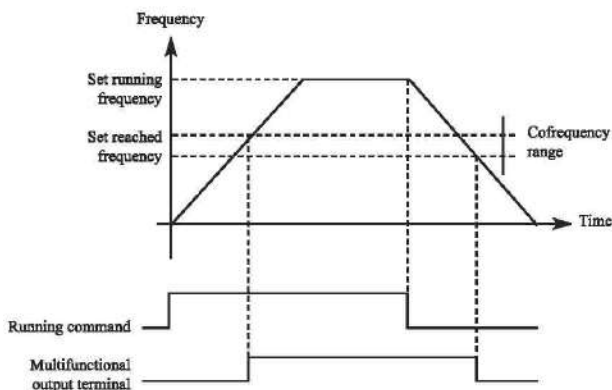 Frequency
Set running
frequency
Set reached
frequency
Cofrequency
range
Time
Running command
Multifunctional
output terminal